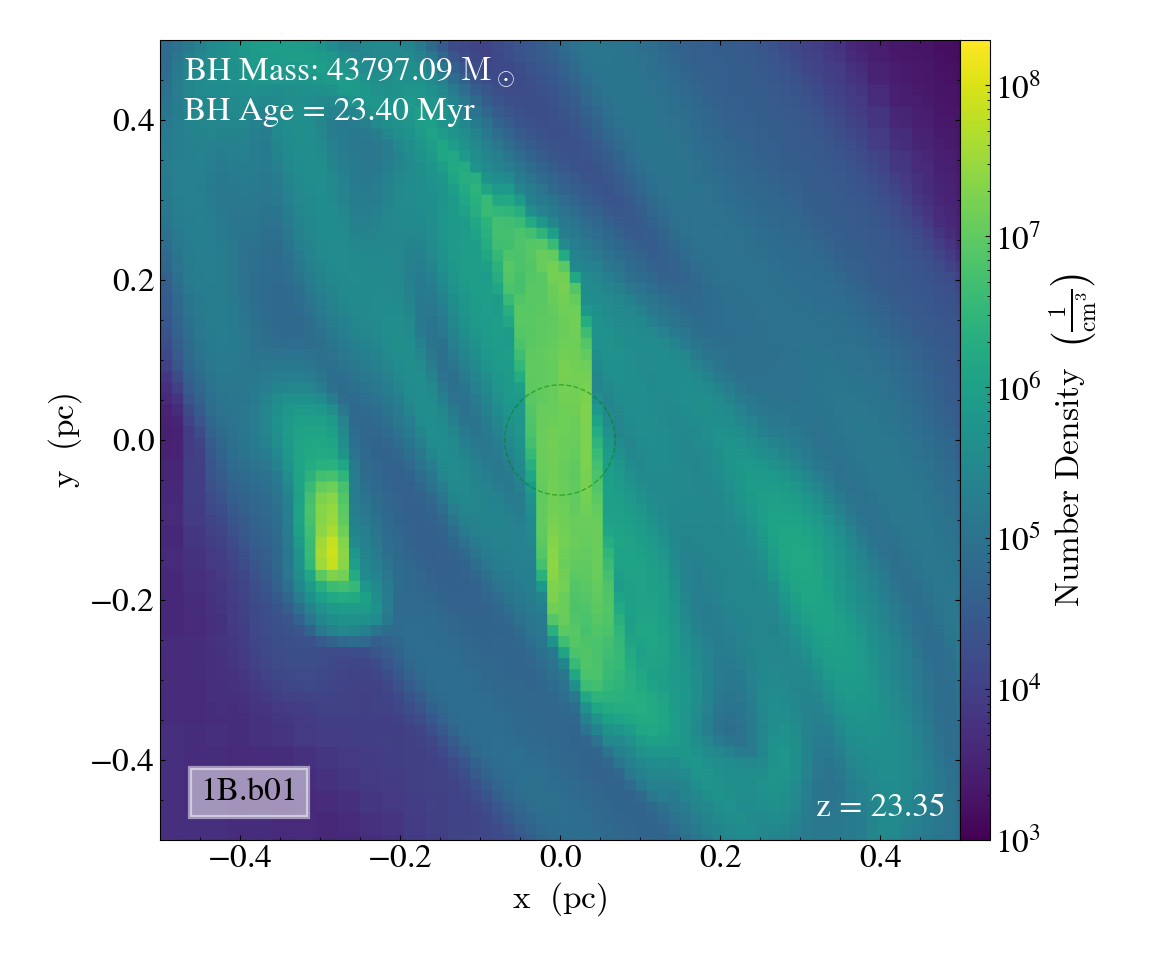 BH Mass: 43797.09 M⊙
BH Age = 23.40 Myr
0.4
0.2
0.0
−0.2
−0.4
y (pc)
1B.b01
z = 23.35
−0.4 −0.2 0.0 0.2 0.4
x (pc)
10⁸
10⁷
10⁶
10⁵
10⁴
10³
Number Density (1/cm³)